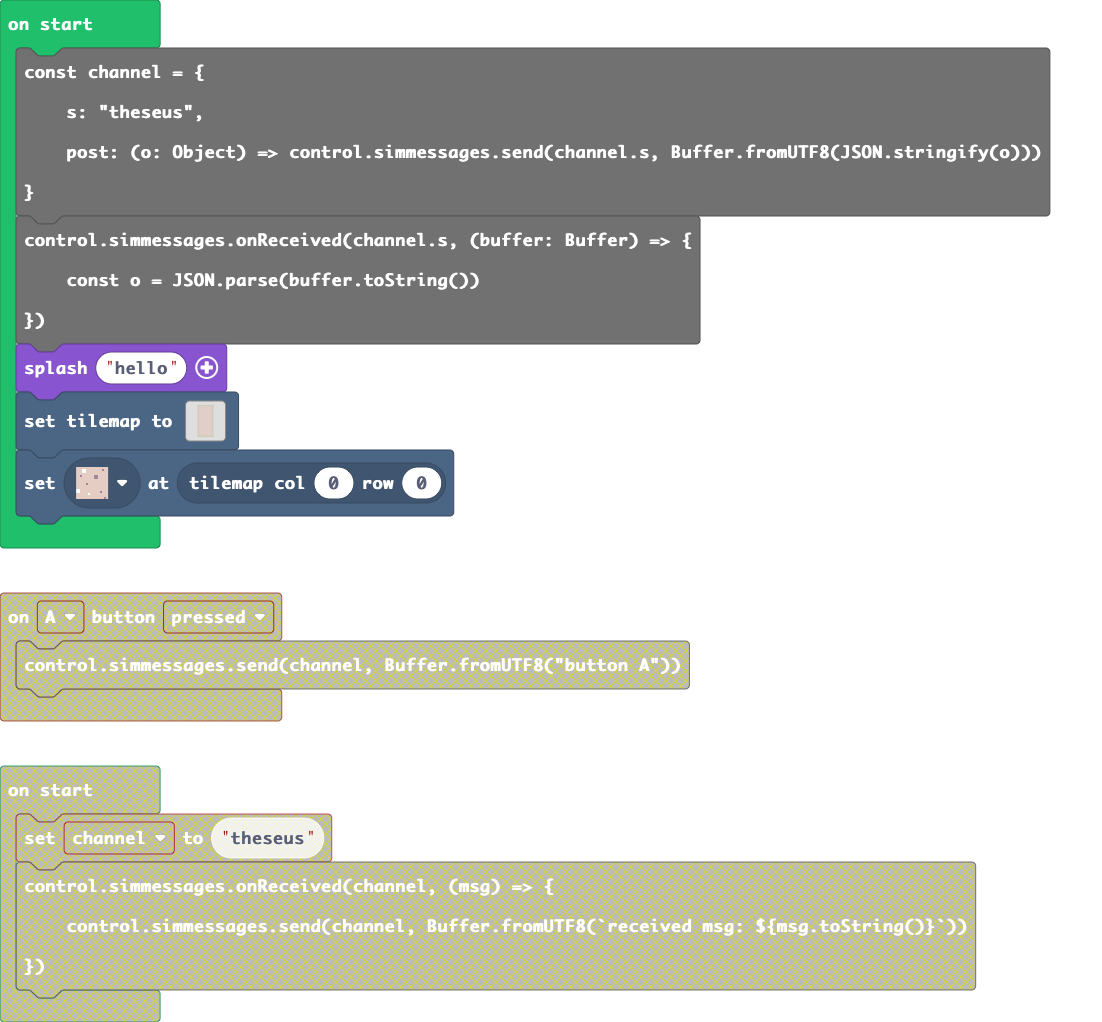 on start
const channel = {
s: "theseus",
post: (o: Object) => control.simmessages.send(channel.s, Buffer.fromUTF8(JSON.stringify(o)))
}
control.simmessages.onReceived(channel.s, (buffer: Buffer) => {
const o = JSON.parse(buffer.toString())
})
splash "hello"
set tilemap to
set at tilemap col 0 row 0
on A button pressed
control.simmessages.send(channel, Buffer.fromUTF8("button A"))
on start
set channel to "theseus"
control.simmessages.onReceived(channel, (msg) => {
control.simmessages.send(channel, Buffer.fromUTF8(`received msg: ${msg.toString()}`))
})